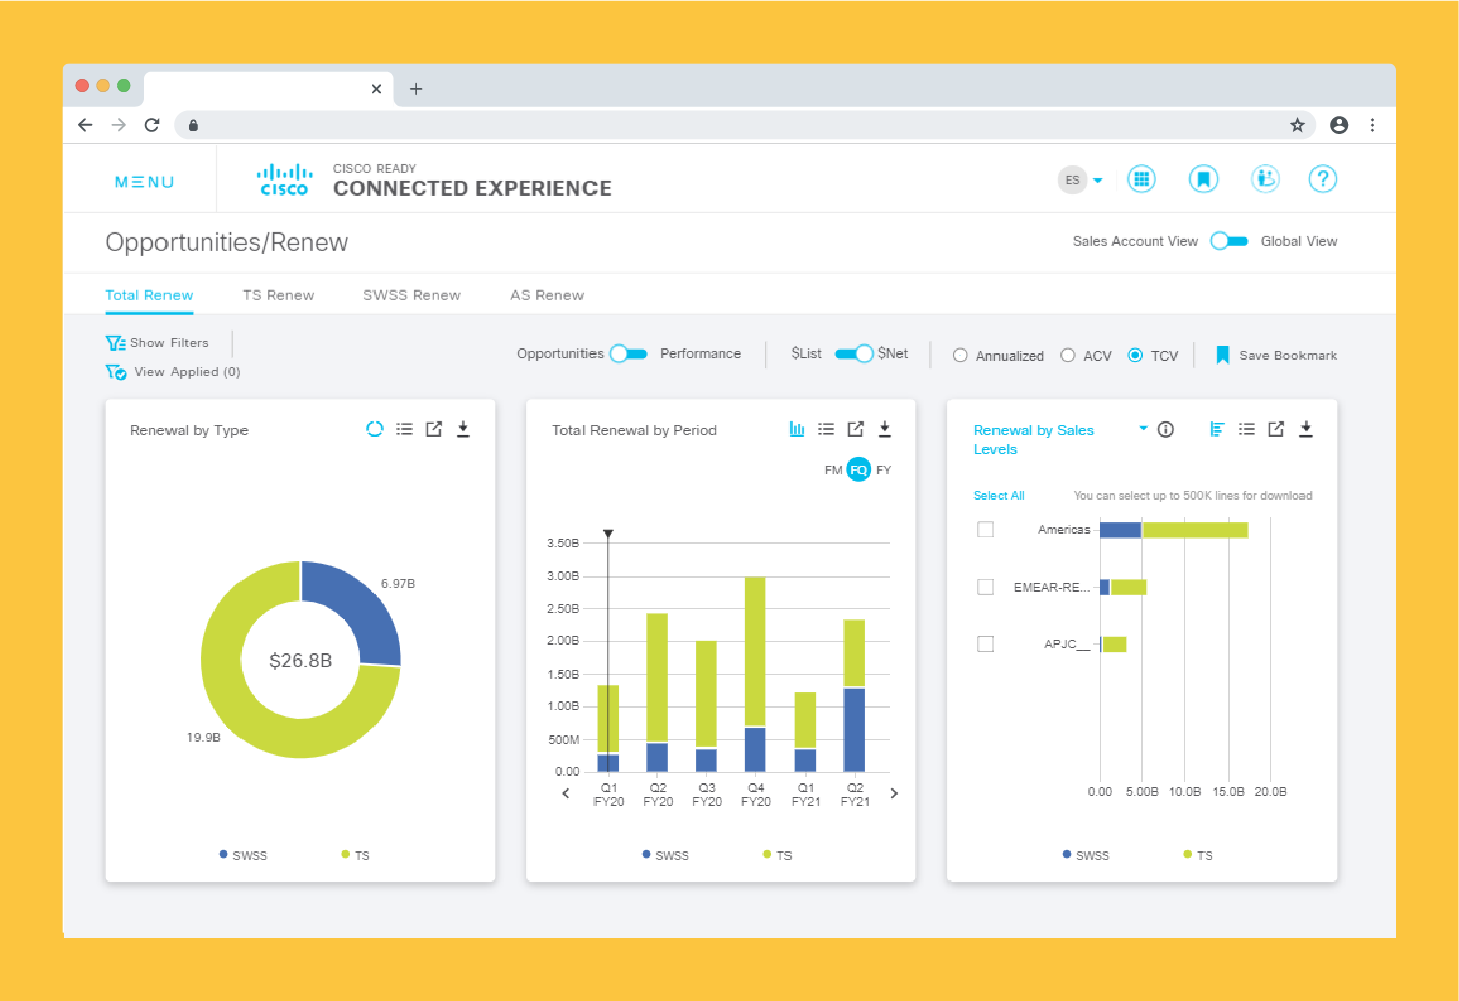 MENU
CISCO
CISCO READY
CONNECTED EXPERIENCE
ES
?
Opportunities/Renew
Sales Account View
Global View
Total Renew
TS Renew
SWSS Renew
AS Renew
Show Filters
View Applied (0)
Opportunities
Performance
$List
$Net
Annualized
ACV
TCV
Save Bookmark
Renewal by Type
6.97B
$26.8B
19.9B
SWSS
TS
Total Renewal by Period
FM FQ FY
3.50B
3.00B
2.50B
2.00B
1.50B
1.00B
500M
0.00
Q1 Q2 Q3 Q4 Q1 Q2
FY20 FY20 FY20 FY20 FY21 FY21
SWSS
TS
Renewal by Sales
Levels
Select All
You can select up to 500K lines for download
Americas
EMEAR-RE...
APJC__
0.00 5.00B 10.0B 15.0B 20.0B
SWSS
TS